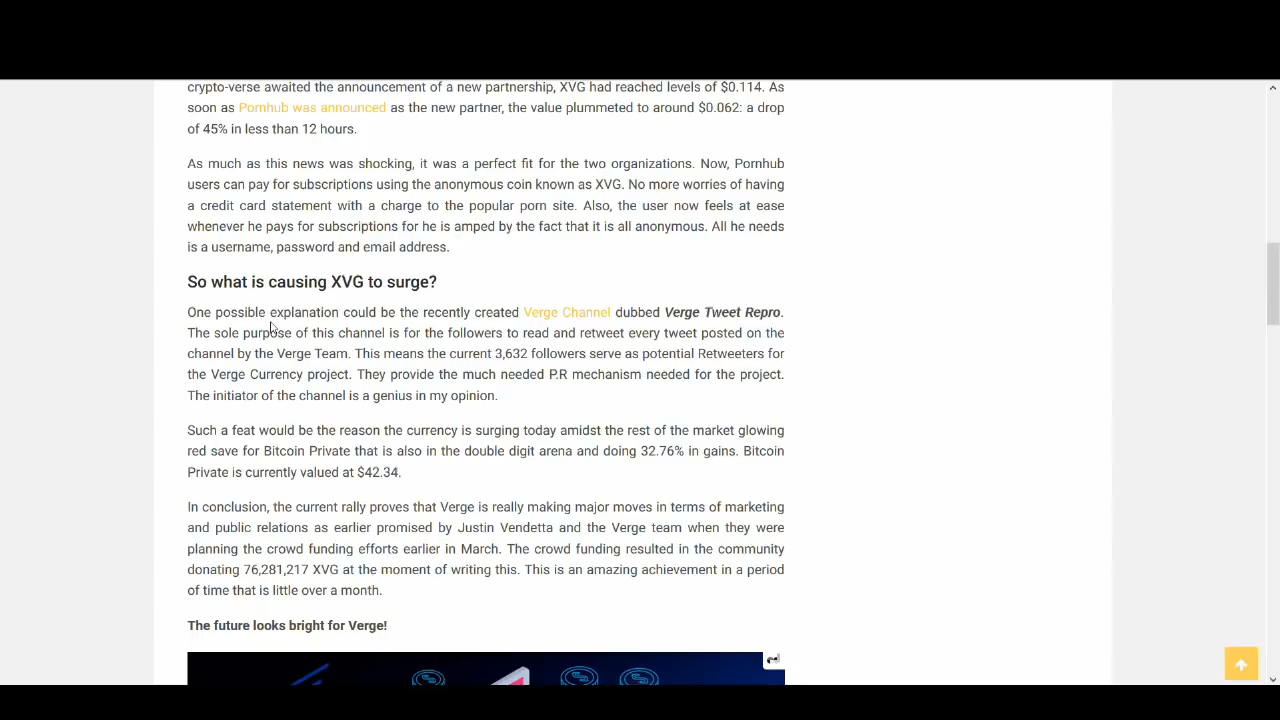 crypto-verse awaited the announcement of a new partnership, XVG had reached levels of $0.114. As
soon as Pornhub was announced as the new partner, the value plummeted to around $0.062: a drop
of 45% in less than 12 hours.
As much as this news was shocking, it was a perfect fit for the two organizations. Now, Pornhub
users can pay for subscriptions using the anonymous coin known as XVG. No more worries of having
a credit card statement with a charge to the popular porn site. Also, the user now feels at ease
whenever he pays for subscriptions for he is amped by the fact that it is all anonymous. All he needs
is a username, password and email address.
So what is causing XVG to surge?
One possible explanation could be the recently created Verge Channel dubbed Verge Tweet Repro.
The sole purpose of this channel is for the followers to read and retweet every tweet posted on the
channel by the Verge Team. This means the current 3,632 followers serve as potential Retweeters for
the Verge Currency project. They provide the much needed P.R mechanism needed for the project.
The initiator of the channel is a genius in my opinion.
Such a feat would be the reason the currency is surging today amidst the rest of the market glowing
red save for Bitcoin Private that is also in the double digit arena and doing 32.76% in gains. Bitcoin
Private is currently valued at $42.34.
In conclusion, the current rally proves that Verge is really making major moves in terms of marketing
and public relations as earlier promised by Justin Vendetta and the Verge team when they were
planning the crowd funding efforts earlier in March. The crowd funding resulted in the community
donating 76,281,217 XVG at the moment of writing this. This is an amazing achievement in a period
of time that is little over a month.
The future looks bright for Verge!